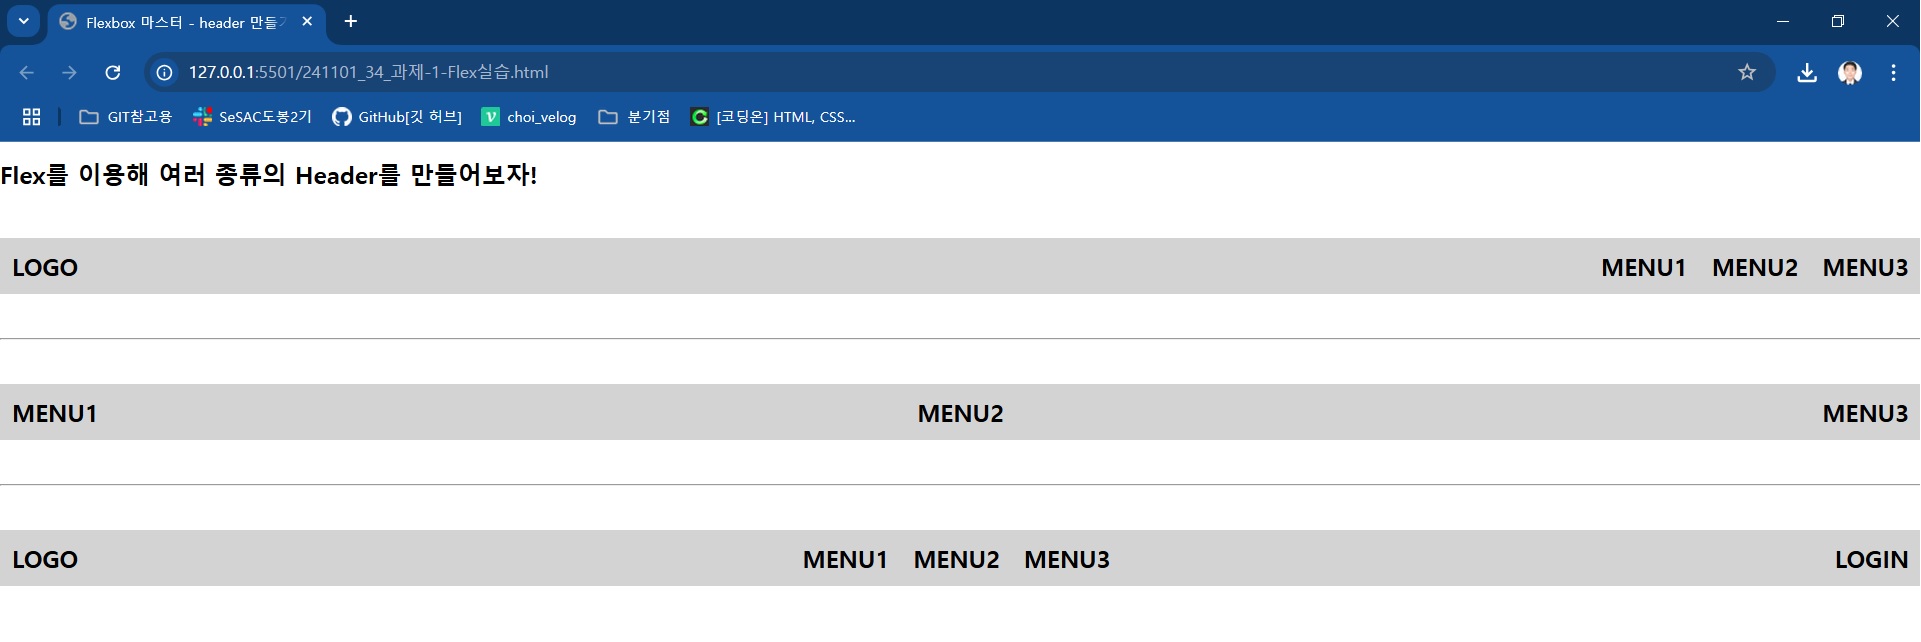 Flexbox 마스터 - header 만들기
127.0.0.1:5501/241101_34_과제-1-Flex실습.html
GIT참고용 SeSAC도봉2기 GitHub[깃 허브] choi_velog 분기점 [코딩온] HTML, CSS...
Flex를 이용해 여러 종류의 Header를 만들어보자!
LOGO MENU1 MENU2 MENU3
MENU1 MENU2 MENU3
LOGO MENU1 MENU2 MENU3 LOGIN